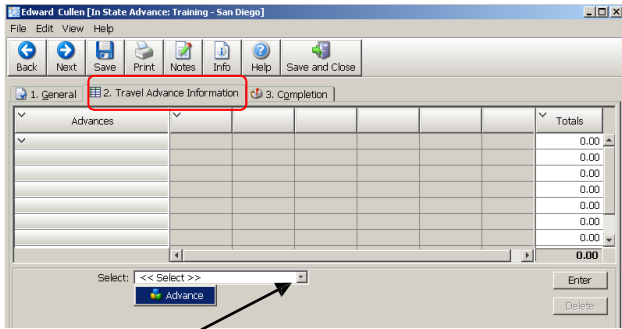 Edward Cullen [In State Advance: Training - San Diego]
File Edit View Help
Back Next Save Print Notes Info Help Save and Close
1. General 2. Travel Advance Information 3. Completion
Advances Totals
0.00
0.00
0.00
0.00
0.00
0.00
0.00
0.00
Select: << Select >> Enter
Advance
Delete